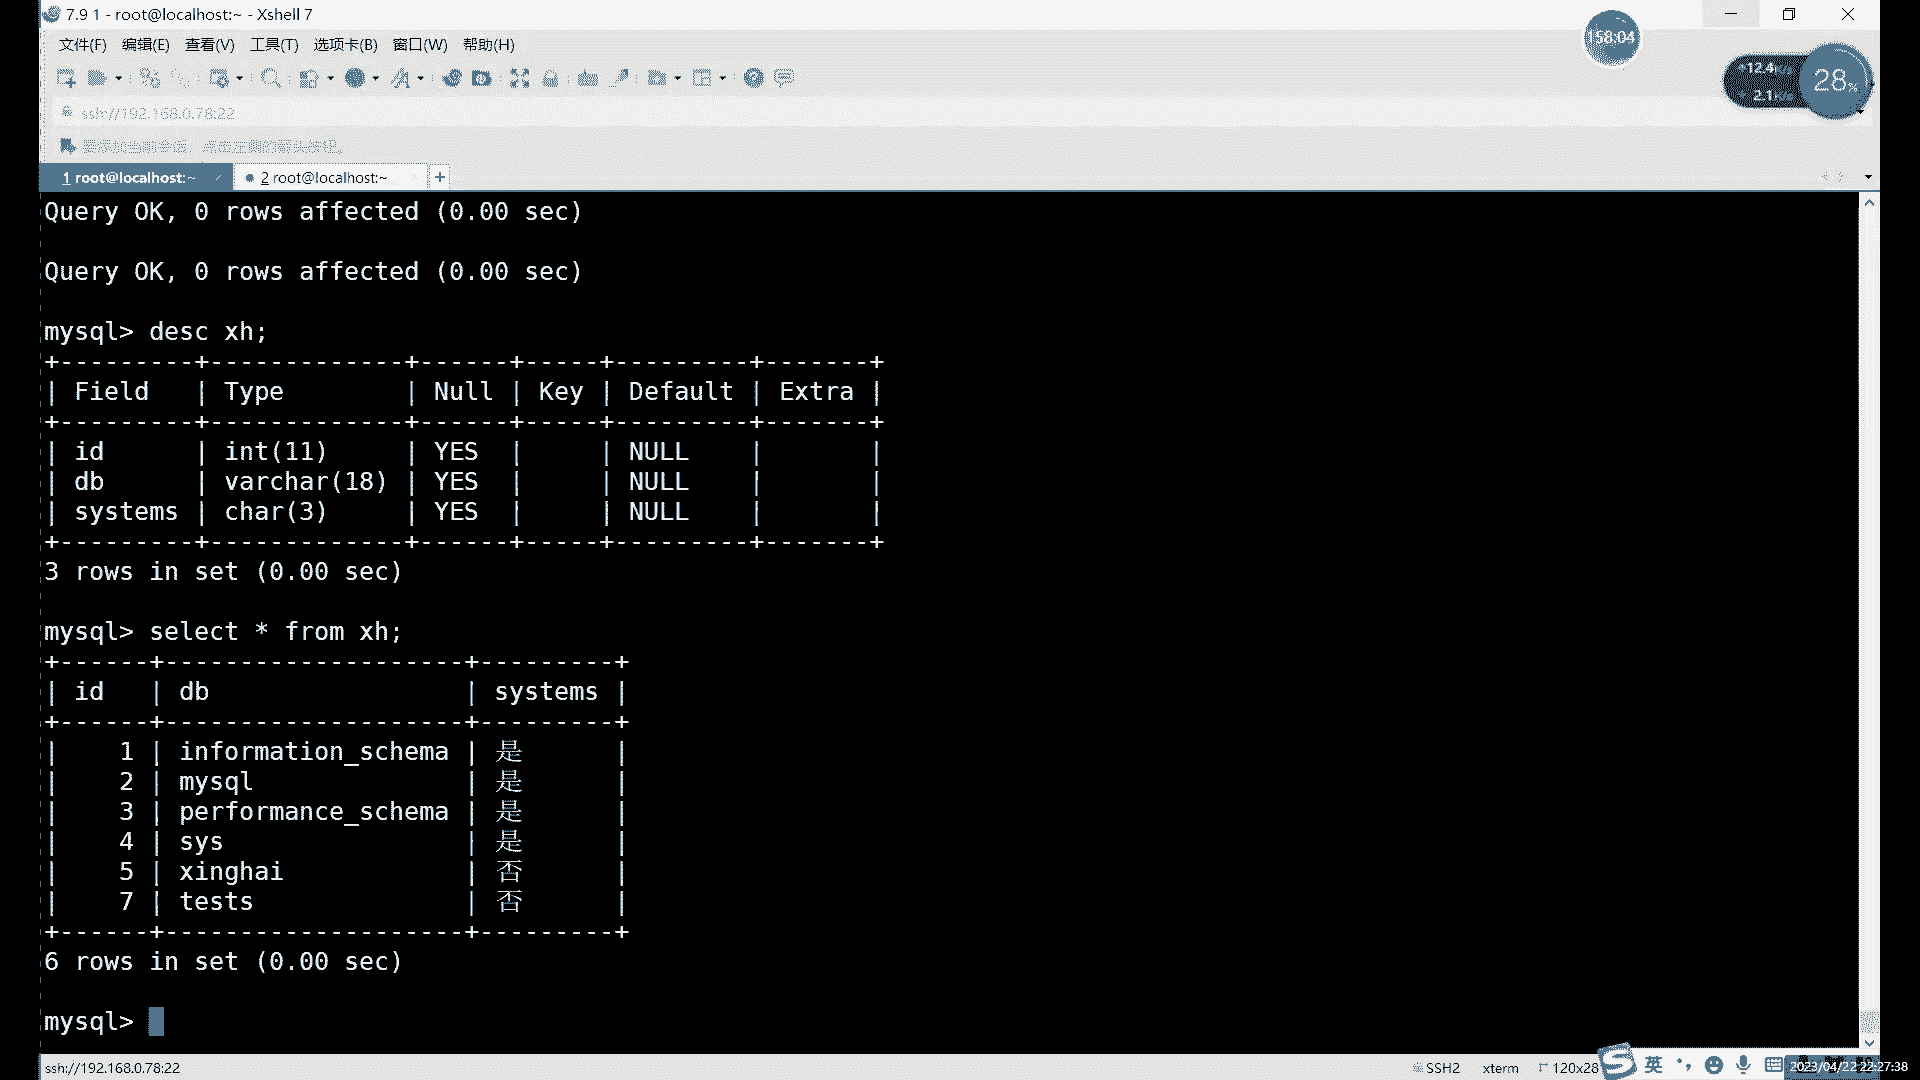 7.9 1 - root@localhost:~ - Xshell 7
158:04
文件(F) 编辑(E) 查看(V) 工具(T) 选项卡(B) 窗口(W) 帮助(H)
28%
ssh://192.168.0.78:22
要添加当前会话，点击左侧的箭头按钮。
1 root@localhost:~ 2 root@localhost:~ +
Query OK, 0 rows affected (0.00 sec)
Query OK, 0 rows affected (0.00 sec)
mysql> desc xh;
+---------+-------------+------+-----+---------+-------+
| Field   | Type        | Null | Key | Default | Extra |
+---------+-------------+------+-----+---------+-------+
| id      | int(11)     | YES  |     | NULL    |       |
| db      | varchar(18) | YES  |     | NULL    |       |
| systems | char(3)     | YES  |     | NULL    |       |
+---------+-------------+------+-----+---------+-------+
3 rows in set (0.00 sec)
mysql> select * from xh;
+------+--------------------+---------+
| id   | db                 | systems |
+------+--------------------+---------+
|    1 | information_schema | 是      |
|    2 | mysql              | 是      |
|    3 | performance_schema | 是      |
|    4 | sys                | 是      |
|    5 | xinghai            | 否      |
|    7 | tests              | 否      |
+------+--------------------+---------+
6 rows in set (0.00 sec)
mysql>
ssh://192.168.0.78:22 SSH2 xterm 120x28 英 2023/04/22 22:27:38